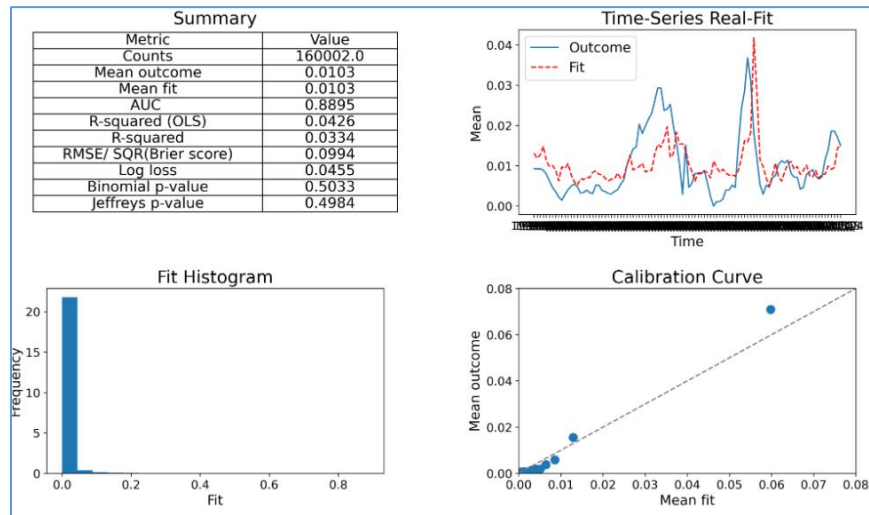 Summary
Metric Value
Counts 160002.0
Mean outcome 0.0103
Mean fit 0.0103
AUC 0.8895
R-squared (OLS) 0.0426
R-squared 0.0334
RMSE/ SQR(Brier score) 0.0994
Log loss 0.0455
Binomial p-value 0.5033
Jeffreys p-value 0.4984
Time-Series Real-Fit
Outcome
Fit
Mean
0.04
0.03
0.02
0.01
0.00
Time
Fit Histogram
Frequency
20
15
10
5
0
0.0 0.2 0.4 0.6 0.8
Fit
Calibration Curve
Mean outcome
0.08
0.06
0.04
0.02
0.00
0.00 0.01 0.02 0.03 0.04 0.05 0.06 0.07 0.08
Mean fit